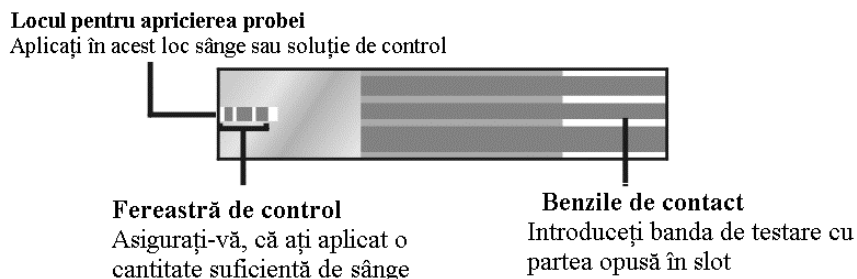 Locul pentru apricierea probei
Aplicați în acest loc sânge sau soluție de control
Fereastră de control
Asigurați-vă, că ați aplicat o
cantitate suficientă de sânge
Benzile de contact
Introduceți banda de testare cu
partea opusă în slot